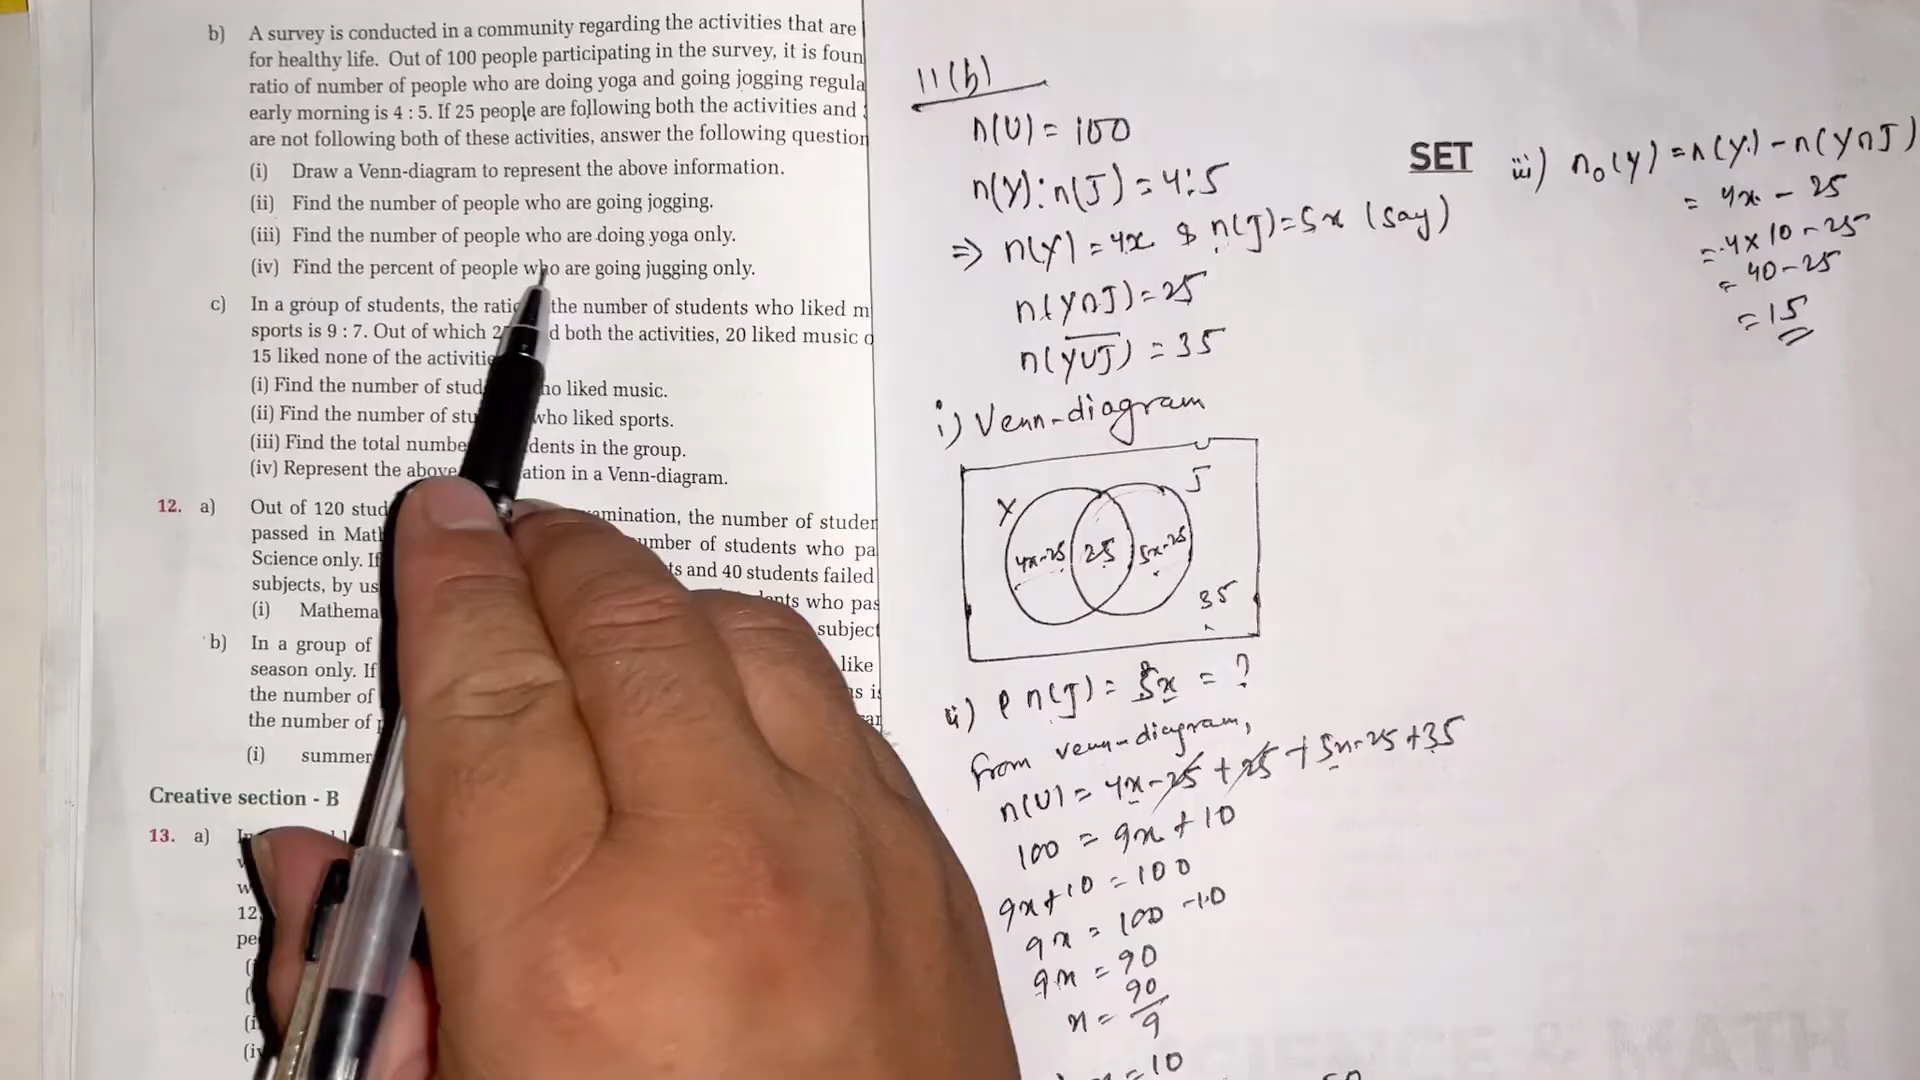 b) A survey is conducted in a community regarding the activities that are
for healthy life. Out of 100 people participating in the survey, it is foun
ratio of number of people who are doing yoga and going jogging regula
early morning is 4 : 5. If 25 people are following both the activities and
are not following both of these activities, answer the following question
(i) Draw a Venn-diagram to represent the above information.
(ii) Find the number of people who are going jogging.
(iii) Find the number of people who are doing yoga only.
(iv) Find the percent of people who are going jugging only.
c) In a group of students, the ratio the number of students who liked m
sports is 9 : 7. Out of which 2 d both the activities, 20 liked music o
15 liked none of the activitie
(i) Find the number of stud ho liked music.
(ii) Find the number of stu who liked sports.
(iii) Find the total numbe dents in the group.
(iv) Represent the above ation in a Venn-diagram.
12. a) Out of 120 stud amination, the number of studen
passed in Mat umber of students who pa
Science only. If ts and 40 students failed
subjects, by us ents who pas
(i) Mathema subject
b) In a group of like
season only. If s is
the number of
the number of p
(i) summer
Creative section - B
13. a) In
w
12
pe
11(b)
n(U) = 100
n(Y) : n(J) = 4:5
⇒ n(Y) = 4x & n(J) = 5x (say)
n(Y∩J) = 25
n(Y̅U̅J̅) = 35
i) Venn-diagram
U
Y J
4x-25 25 5x-25
35
ii) n(J) = 5x = ?
from venn-diagram,
n(U) = 4x-25 + 25 + 5x-25 + 35
100 = 9x + 10
9x + 10 = 100
9x = 100 - 10
9x = 90
x = 90/9
x = 10
SET
iii) n₀(Y) = n(Y) - n(Y∩J)
= 4x - 25
= 4×10 - 25
= 40 - 25
= 15
SCIENCE & MATH